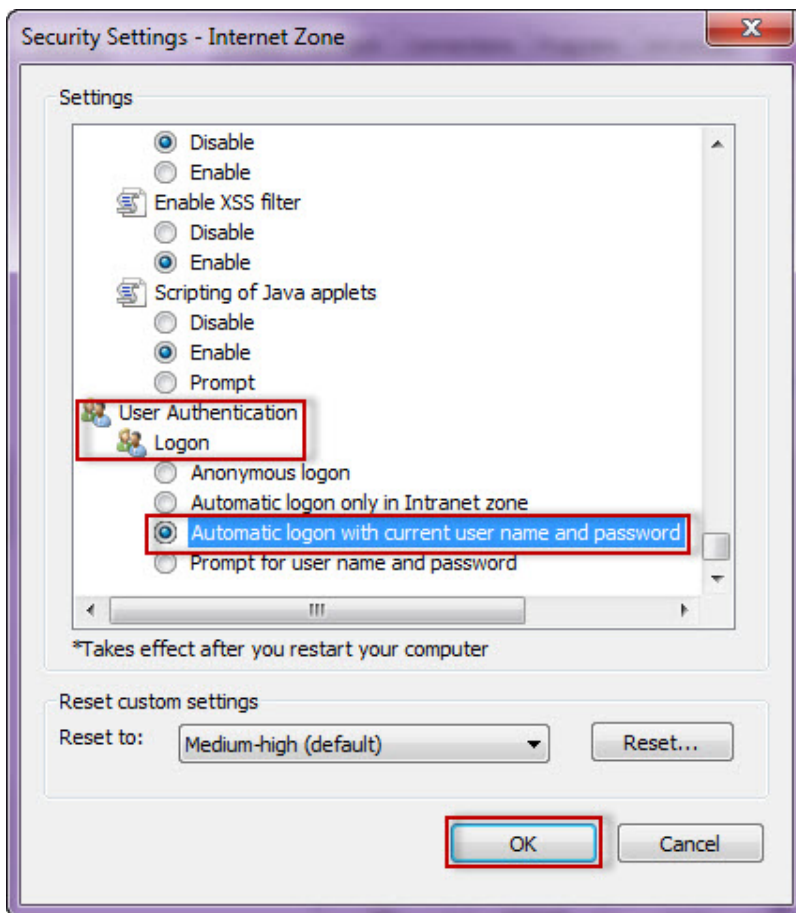 Security Settings - Internet Zone
Settings
Disable
Enable
Enable XSS filter
Disable
Enable
Scripting of Java applets
Disable
Enable
Prompt
User Authentication
Logon
Anonymous logon
Automatic logon only in Intranet zone
Automatic logon with current user name and password
Prompt for user name and password
*Takes effect after you restart your computer
Reset custom settings
Reset to: Medium-high (default) Reset...
OK Cancel